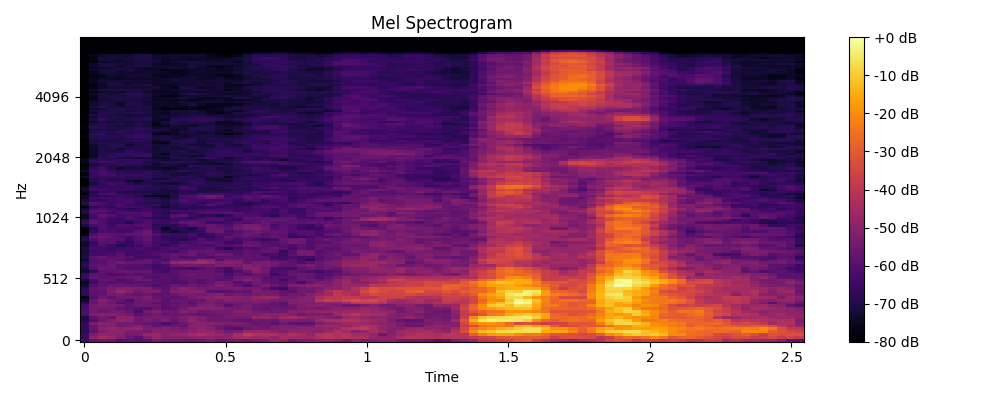 Mel Spectrogram
+0 dB
-10 dB
-20 dB
-30 dB
-40 dB
-50 dB
-60 dB
-70 dB
-80 dB
4096
2048
1024
512
0
Hz
0 0.5 1 1.5 2 2.5
Time